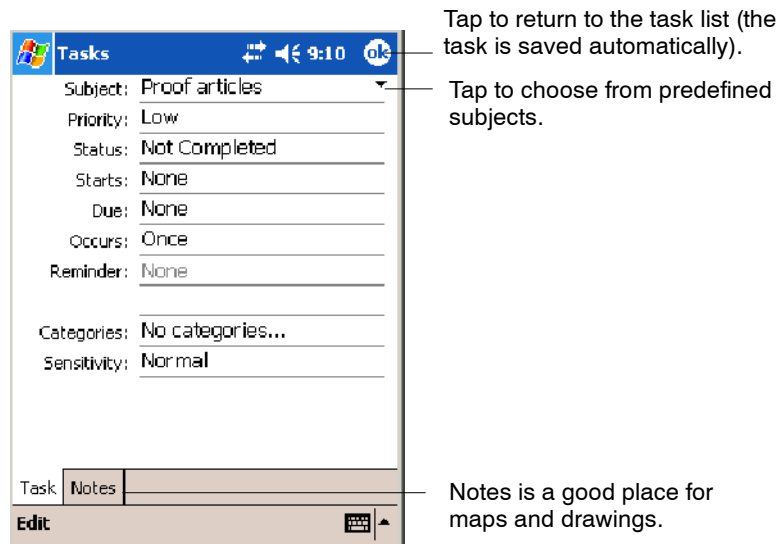 Tap to return to the task list (the
task is saved automatically).
Tasks 9:10 ok
Subject: Proof articles
Tap to choose from predefined
subjects.
Priority: Low
Status: Not Completed
Starts: None
Due: None
Occurs: Once
Reminder: None
Categories: No categories...
Sensitivity: Normal
Task Notes
Notes is a good place for
maps and drawings.
Edit